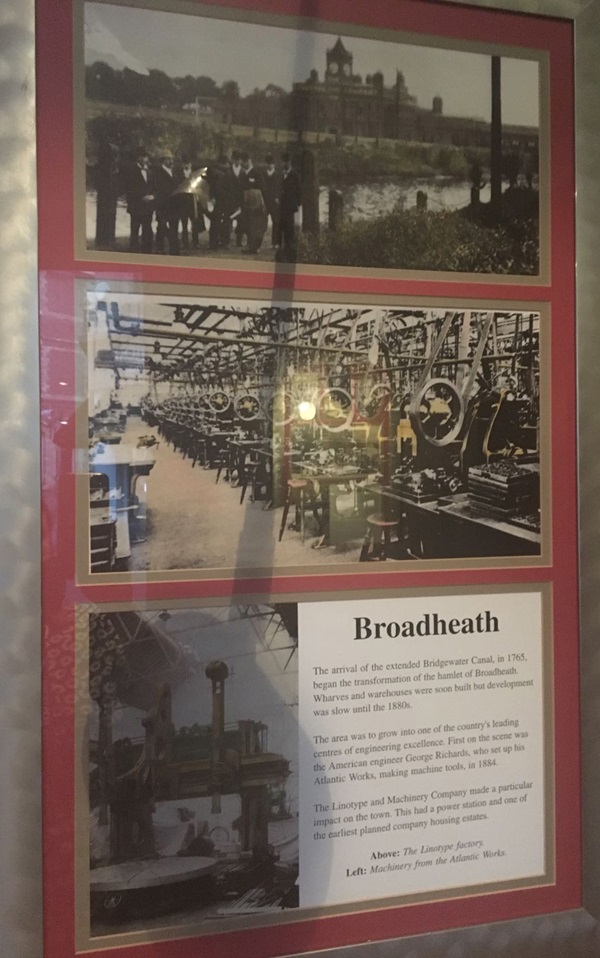 Broadheath
The arrival of the extended Bridgewater Canal, in 1765,
began the transformation of the hamlet of Broadheath.
Wharves and warehouses were soon built but development
was slow until the 1880s.
The area was to grow into one of the country's leading
centres of engineering excellence. First on the scene was
the American engineer George Richards, who set up his
Atlantic Works, making machine tools, in 1884.
The Linotype and Machinery Company made a particular
impact on the town. This had a power station and one of
the earliest planned company housing estates.
Above: The Linotype factory.
Left: Machinery from the Atlantic Works.